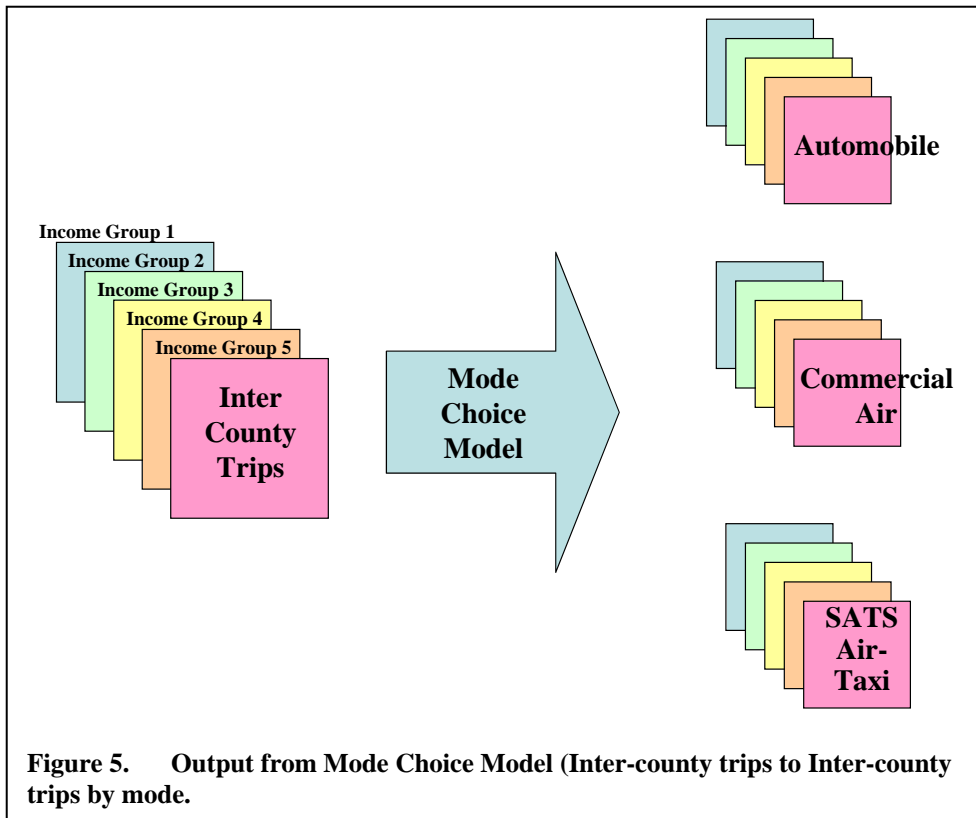 Income Group 1
Income Group 2
Income Group 3
Income Group 4
Income Group 5
Inter
County
Trips
Mode
Choice
Model
Automobile
Commercial
Air
SATS
Air-
Taxi
Figure 5. Output from Mode Choice Model (Inter-county trips to Inter-county
trips by mode.